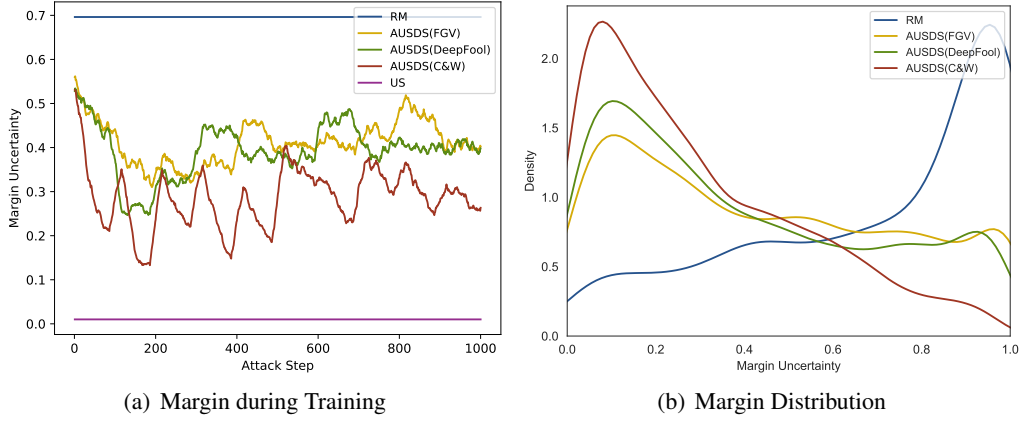 0.7
0.6
0.5
0.4
0.3
0.2
0.1
0.0
Margin Uncertainty
0 200 400 600 800 1000
Attack Step
RM
AUSDS(FGV)
AUSDS(DeepFool)
AUSDS(C&W)
US
(a) Margin during Training
2.0
1.5
1.0
0.5
0.0
Density
0.0 0.2 0.4 0.6 0.8 1.0
Margin Uncertainty
RM
AUSDS(FGV)
AUSDS(DeepFool)
AUSDS(C&W)
(b) Margin Distribution